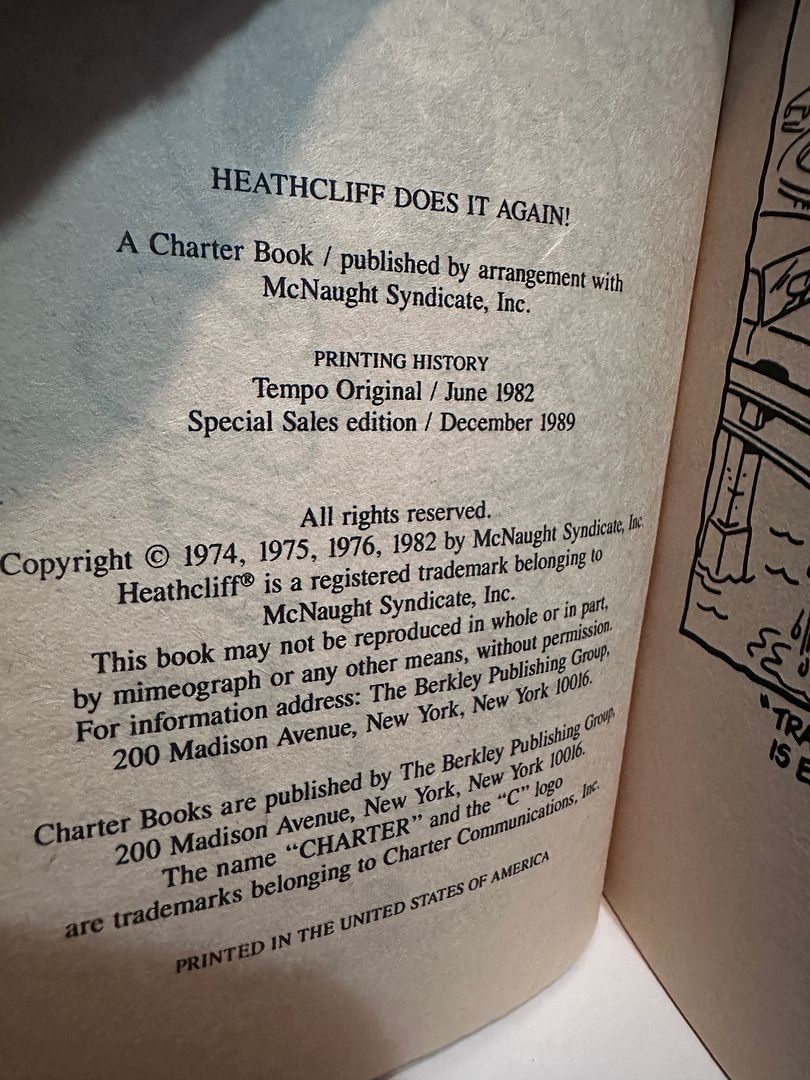 HEATHCLIFF DOES IT AGAIN!
A Charter Book / published by arrangement with
McNaught Syndicate, Inc.
PRINTING HISTORY
Tempo Original / June 1982
Special Sales edition / December 1989
All rights reserved.
Copyright © 1974, 1975, 1976, 1982 by McNaught Syndicate, Inc.
Heathcliff® is a registered trademark belonging to
McNaught Syndicate, Inc.
This book may not be reproduced in whole or in part,
by mimeograph or any other means, without permission.
For information address: The Berkley Publishing Group,
200 Madison Avenue, New York, New York 10016.
Charter Books are published by The Berkley Publishing Group,
200 Madison Avenue, New York, New York 10016.
The name “CHARTER” and the “C” logo
are trademarks belonging to Charter Communications, Inc.
PRINTED IN THE UNITED STATES OF AMERICA
IS